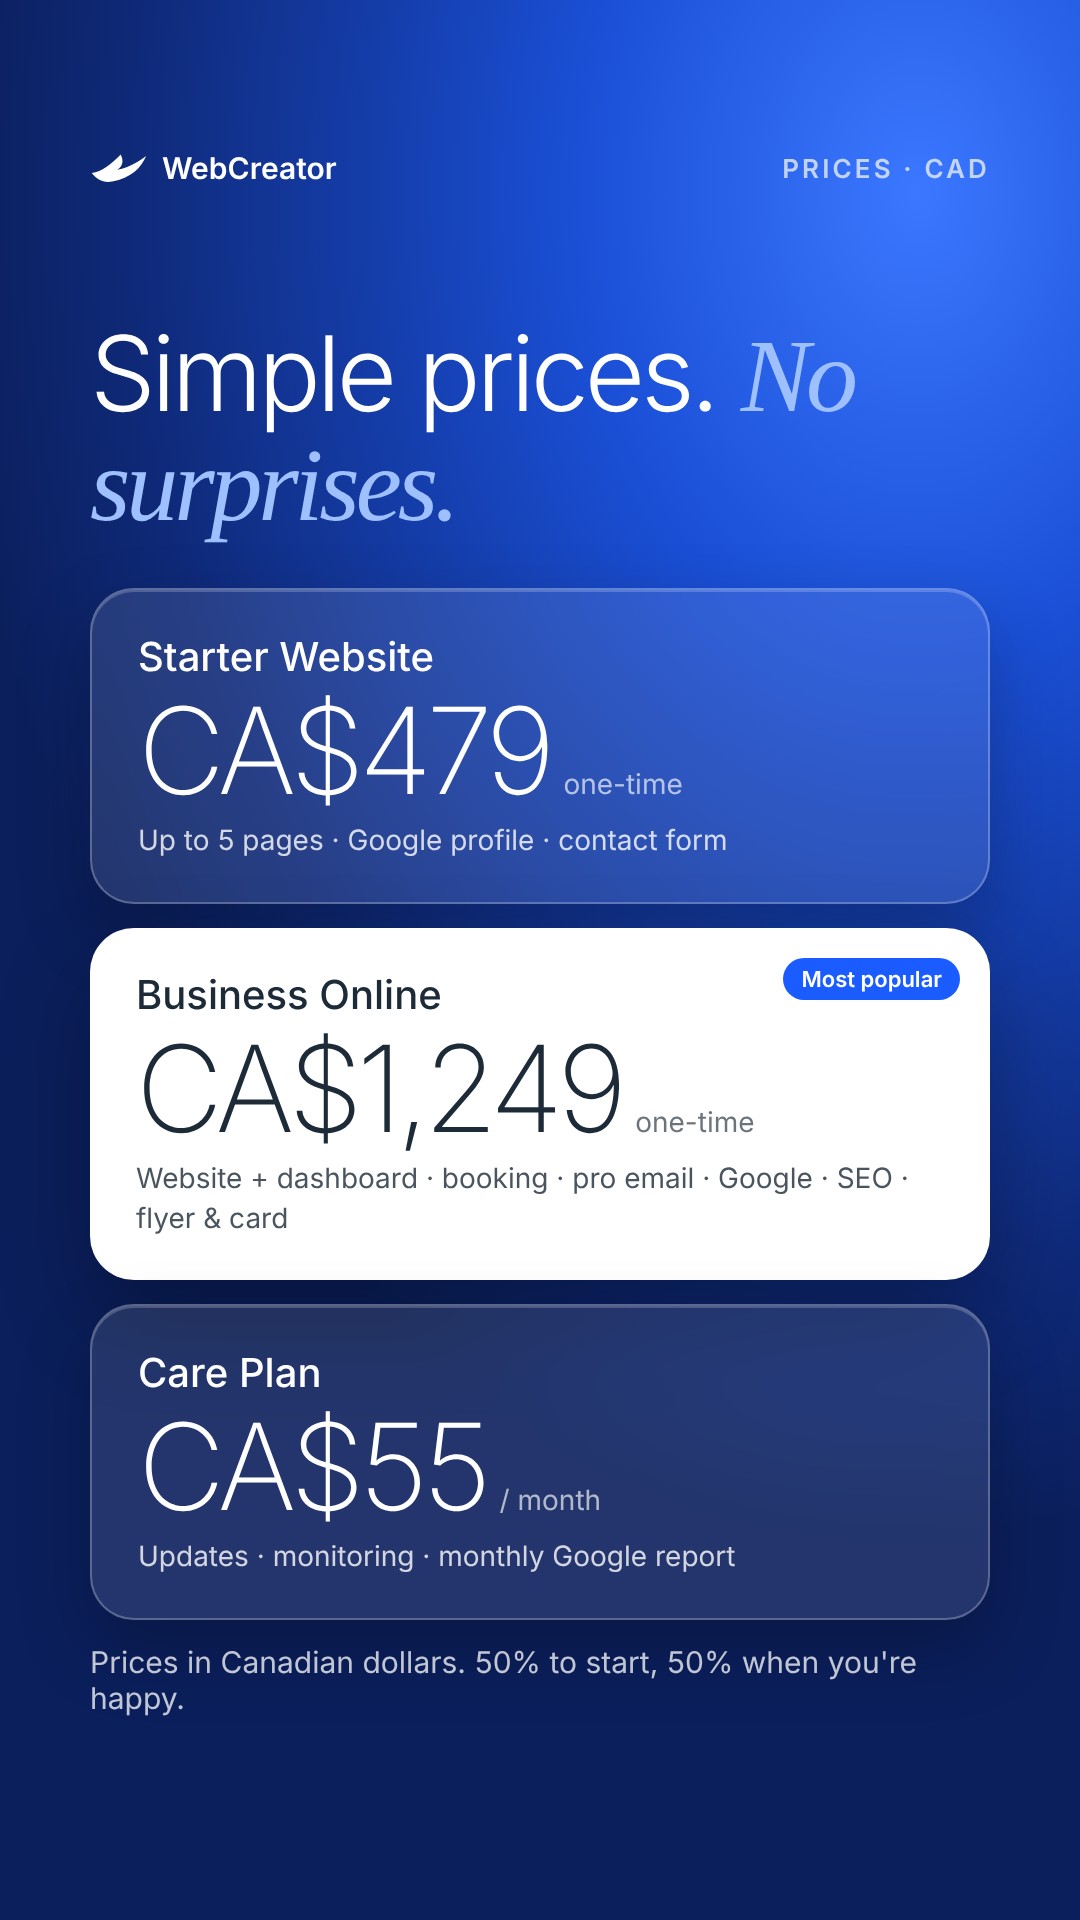 WebCreator
PRICES · CAD
Simple prices. No
surprises.
Starter Website
CA$479 one-time
Up to 5 pages · Google profile · contact form
Business Online
Most popular
CA$1,249 one-time
Website + dashboard · booking · pro email · Google · SEO ·
flyer & card
Care Plan
CA$55 / month
Updates · monitoring · monthly Google report
Prices in Canadian dollars. 50% to start, 50% when you're
happy.